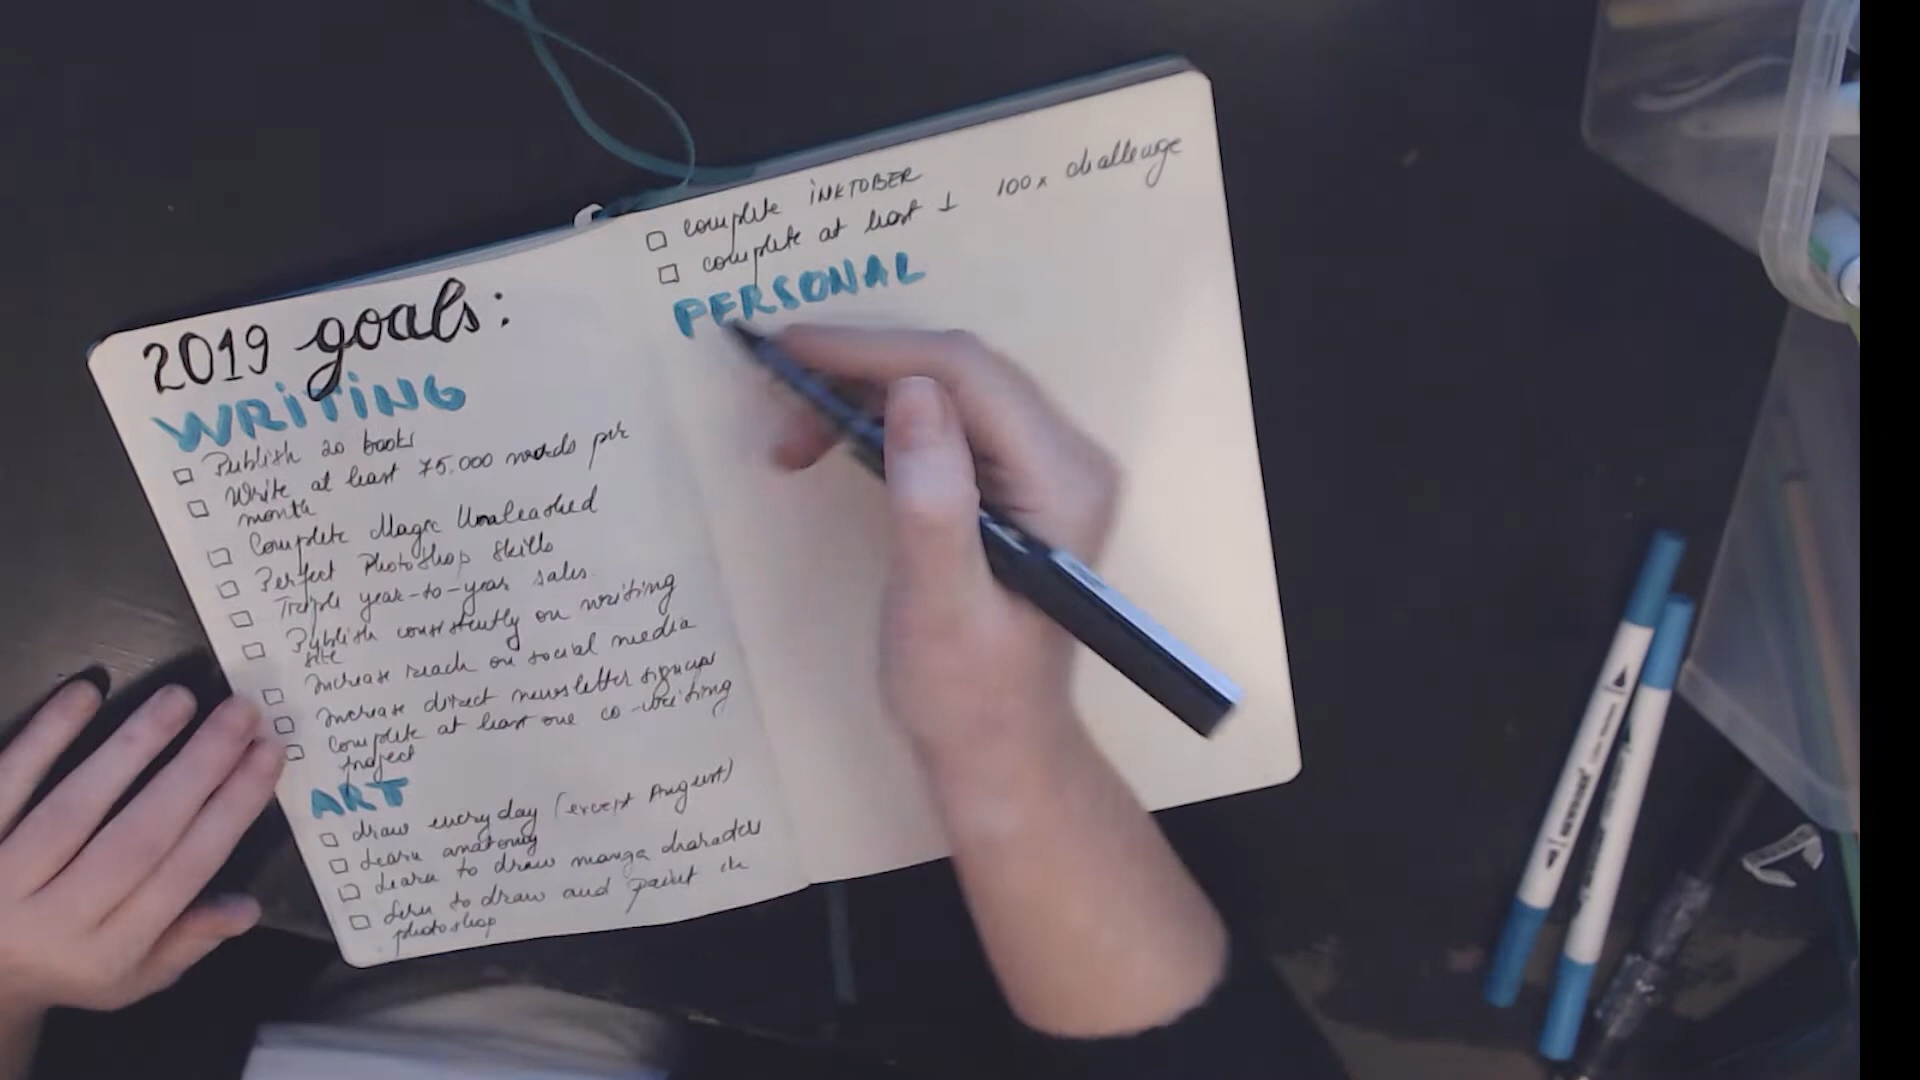 2019 goals:
WRITING
Publish 20 books
Write at least 75.000 words per
month
Complete Magic Unleashed
Perfect Photoshop skills
Triple year-to-year sales
Publish consistently on writing
site
Increase reach on social media
Increase direct newsletter signups
Complete at least one co-writing
project
ART
draw every day (except August)
Learn anatomy
Learn to draw manga character
Learn to draw and paint in
photoshop
complete INKTOBER
complete at least 1 100x challenge
PERSONAL